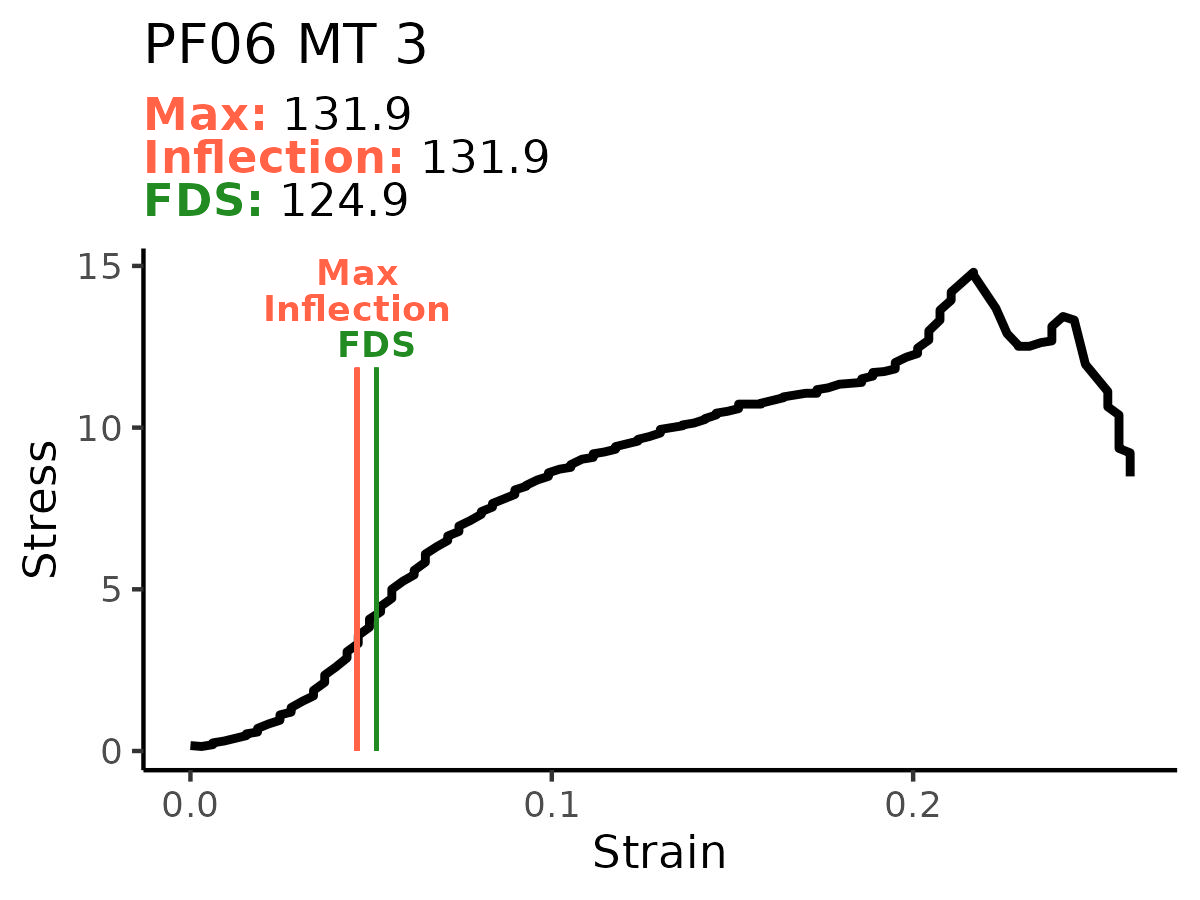 PF06 MT 3
Max: 131.9
Inflection: 131.9
FDS: 124.9
Max
Inflection
FDS
15
10
5
0
Stress
0.0 0.1 0.2
Strain